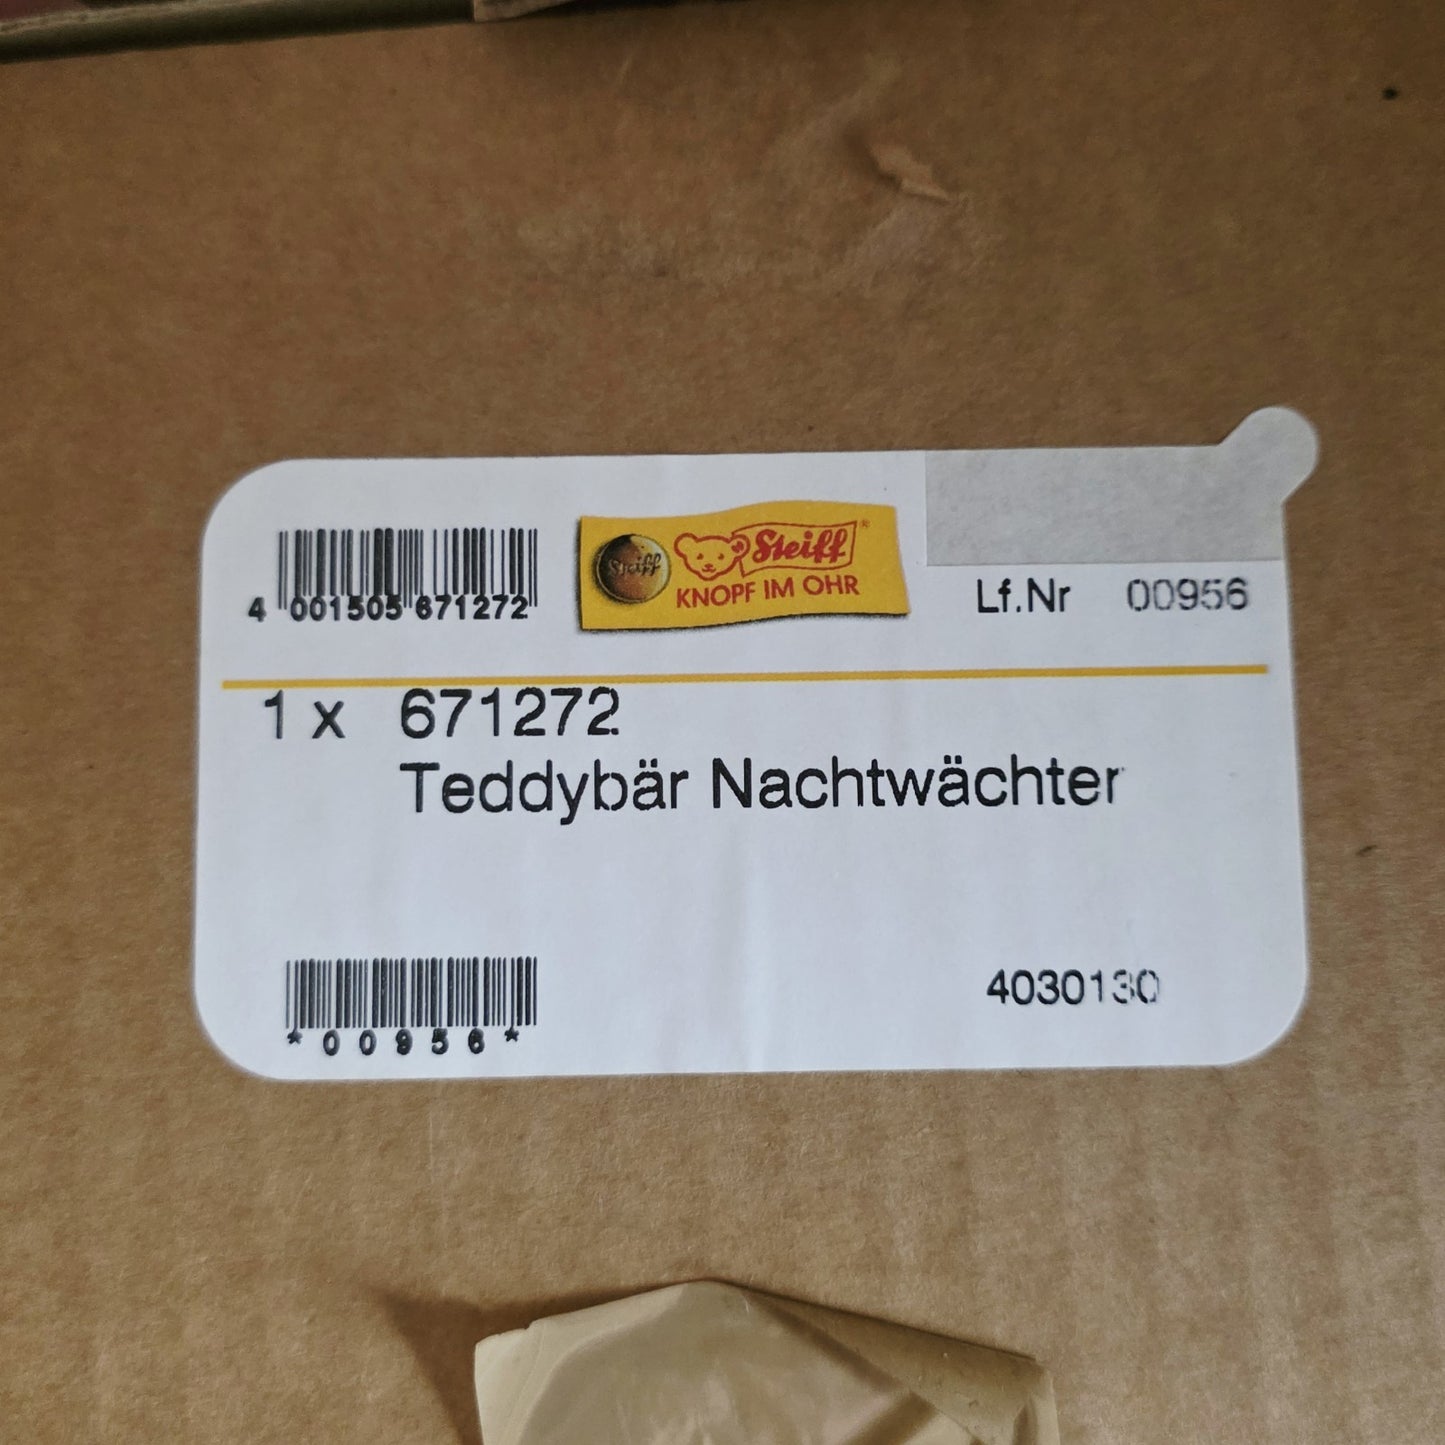 4 001505 671272
Steiff
Steiff®
KNOPF IM OHR
Lf.Nr 00956
1 x 671272
Teddybär Nachtwächter
*00956*
4030130